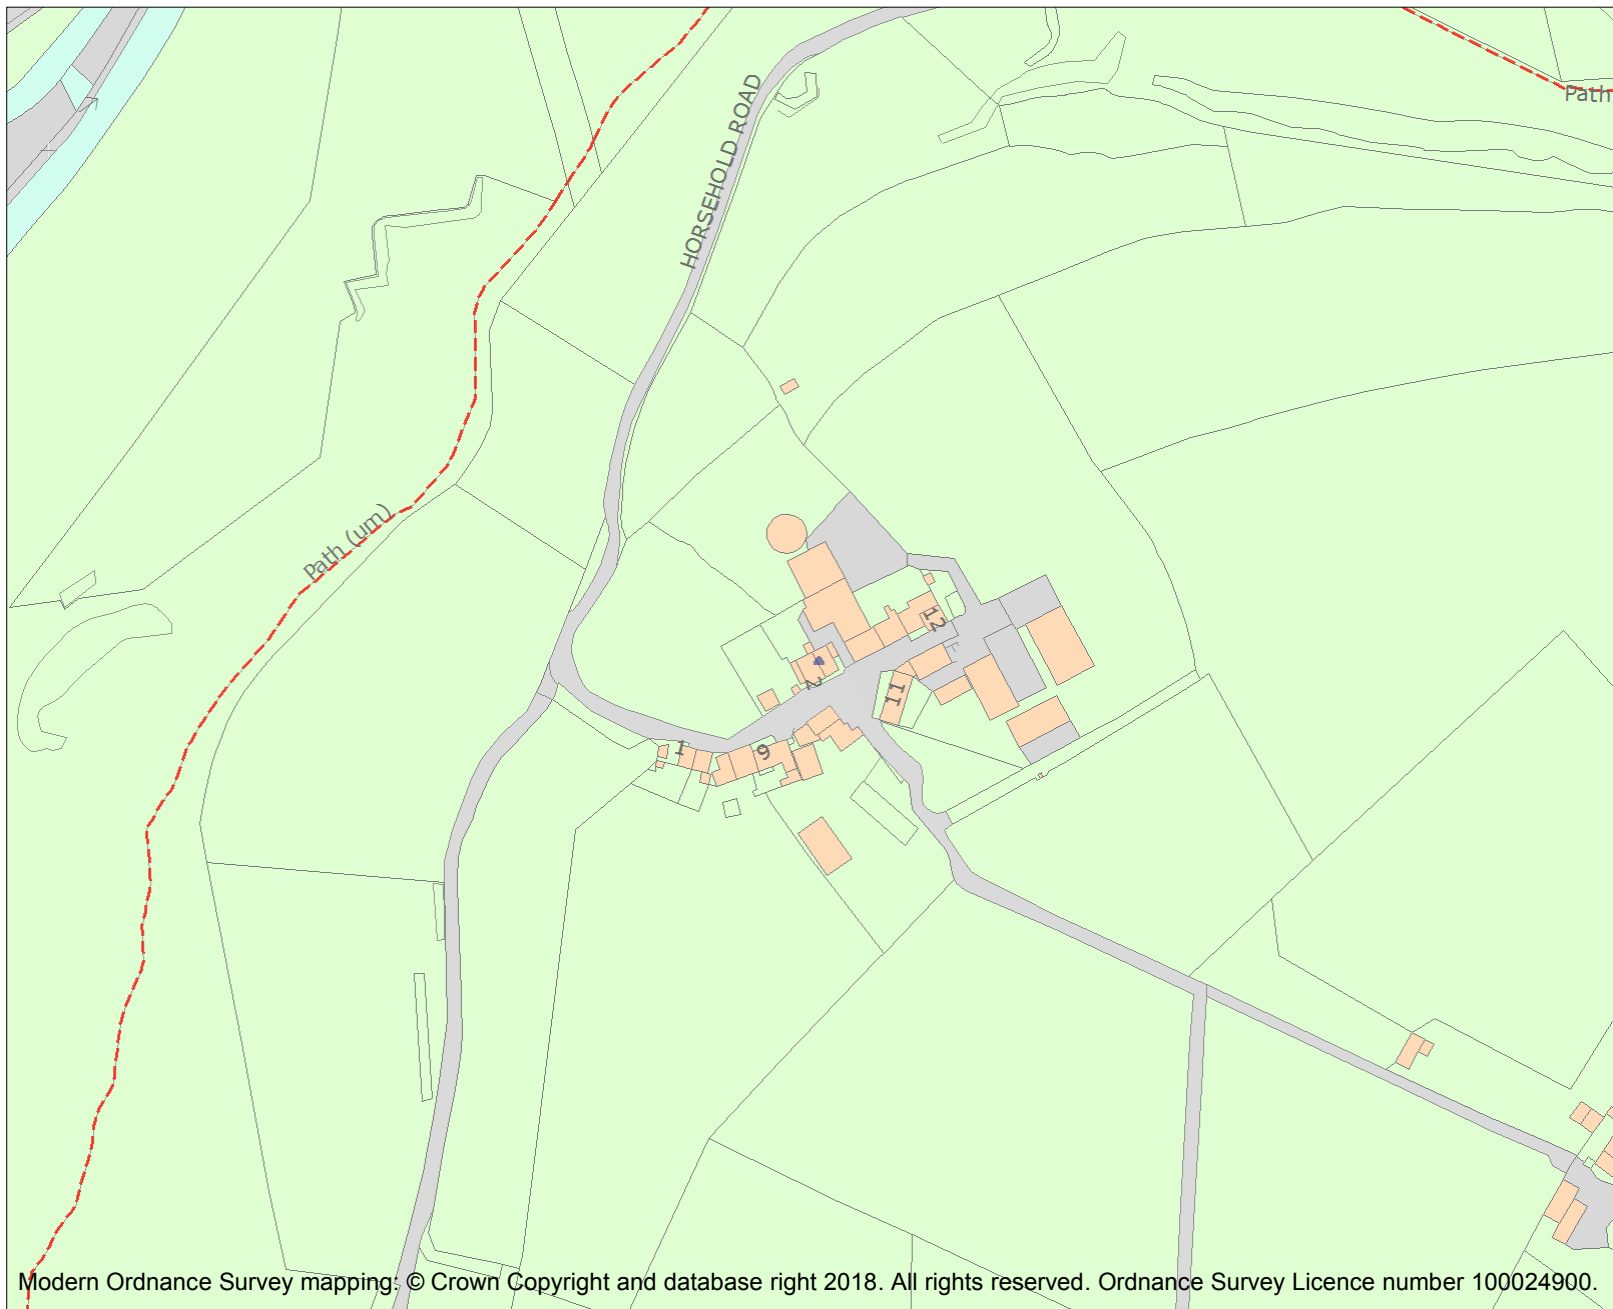 Path
HORSEHOLD ROAD
Path (um)
12
2
11
1
9
Modern Ordnance Survey mapping: © Crown Copyright and database right 2018. All rights reserved. Ordnance Survey Licence number 100024900.